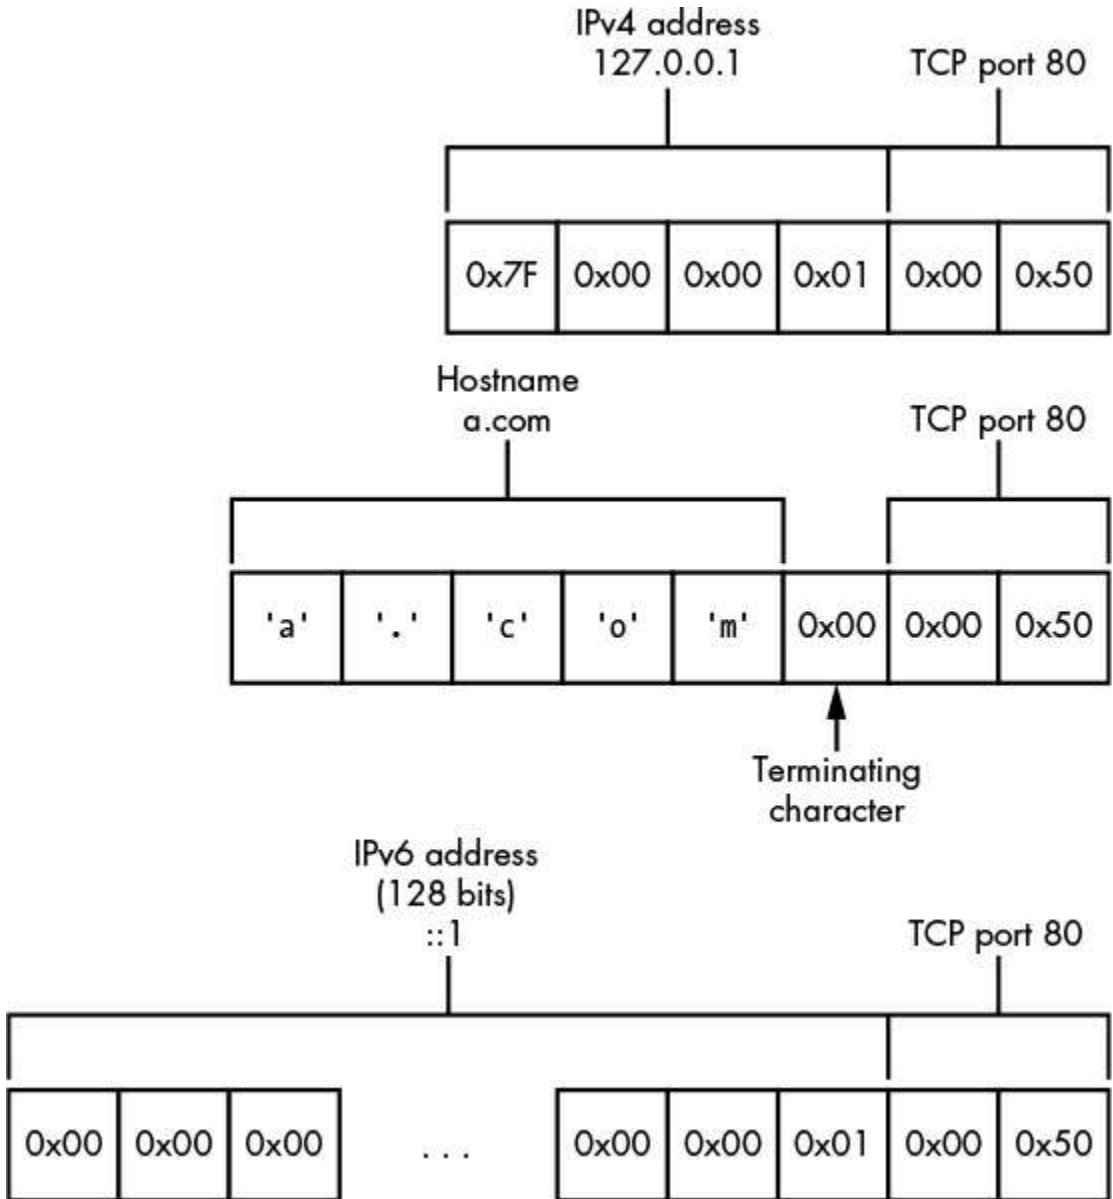 IPv4 address
127.0.0.1
TCP port 80
0x7F 0x00 0x00 0x01 0x00 0x50
Hostname
a.com
TCP port 80
'a' '.' 'c' 'o' 'm' 0x00 0x00 0x50
Terminating
character
IPv6 address
(128 bits)
::1
TCP port 80
0x00 0x00 0x00 ... 0x00 0x00 0x01 0x00 0x50